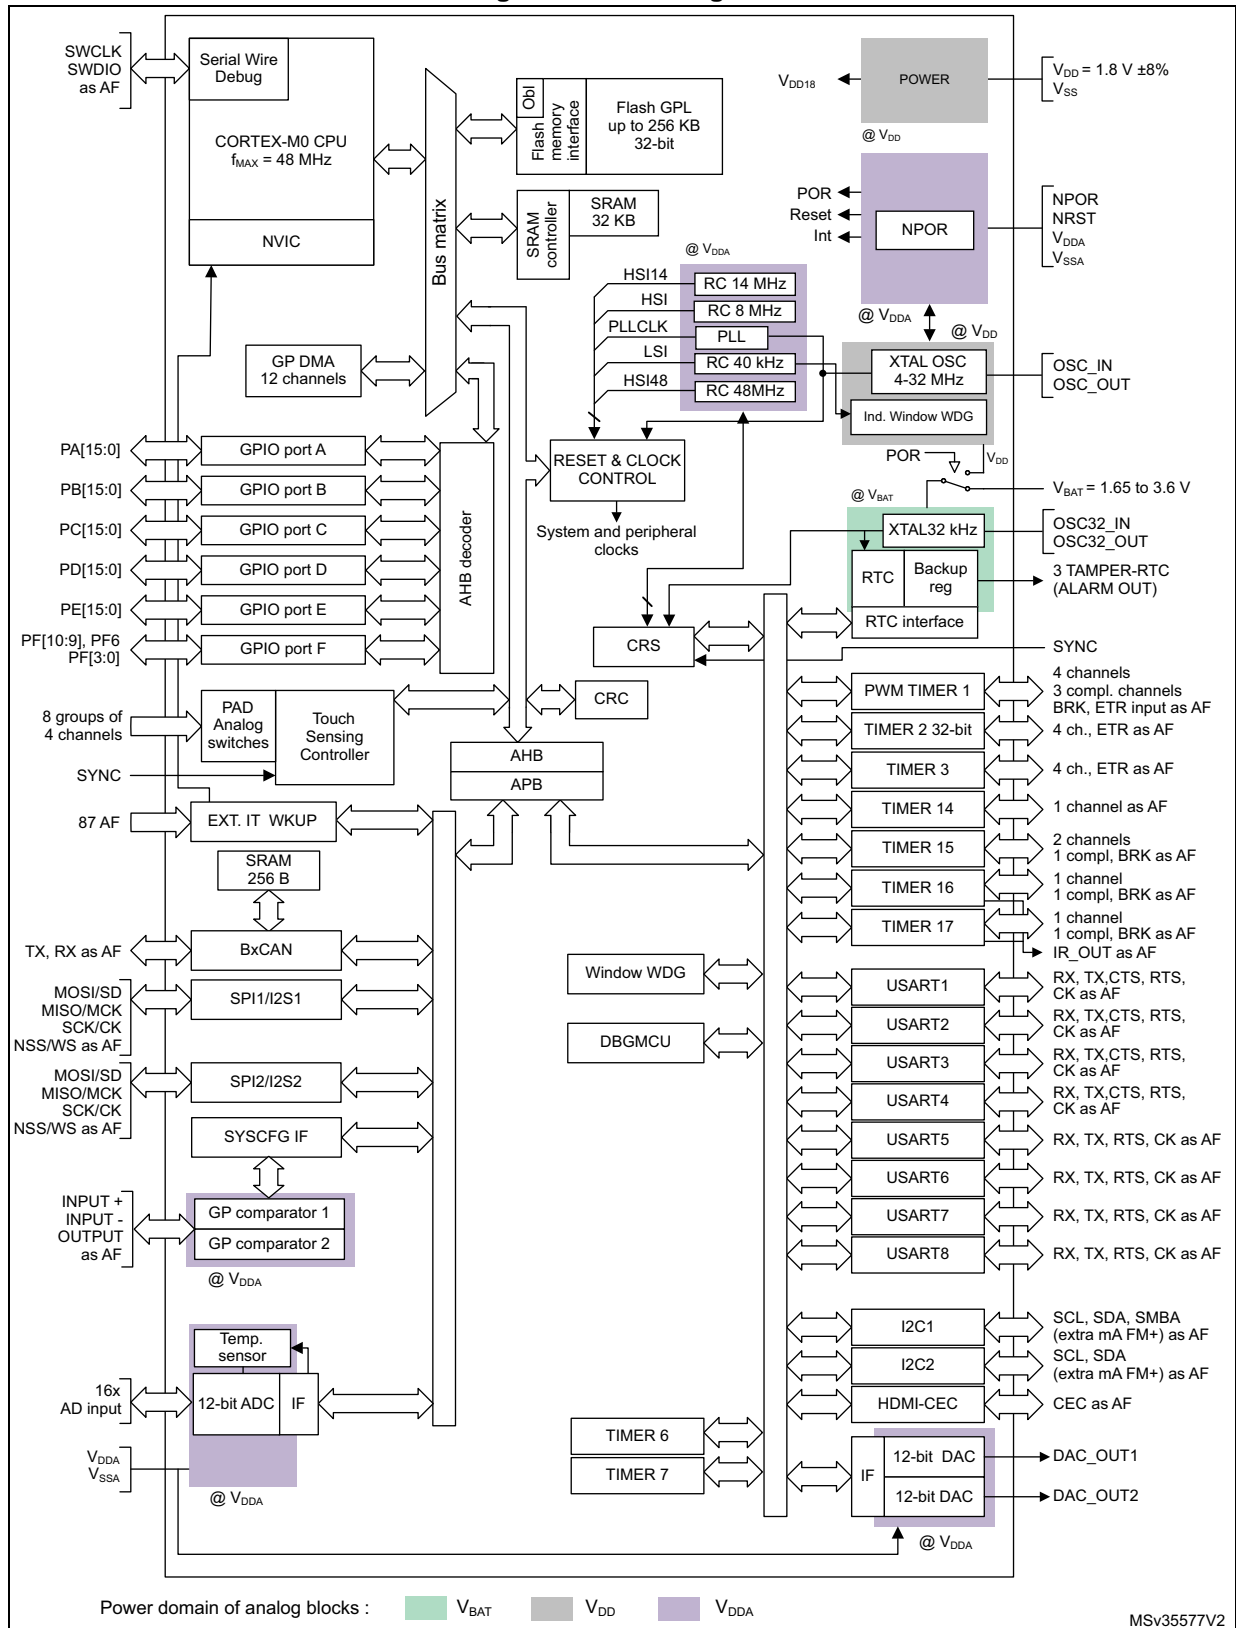 SWCLK
SWDIO
as AF
Serial Wire
Debug
CORTEX-M0 CPU
fMAX = 48 MHz
NVIC
Bus matrix
Obl
Flash
memory
interface
Flash GPL
up to 256 KB
32-bit
SRAM
controller
SRAM
32 KB
VDD18
POWER
VDD = 1.8 V ±8%
VSS
@ VDD
POR
Reset
Int
NPOR
NPOR
NRST
VDDA
VSSA
@ VDDA
HSI14
HSI
PLLCLK
LSI
HSI48
RC 14 MHz
RC 8 MHz
PLL
RC 40 kHz
RC 48MHz
@ VDDA
@ VDD
XTAL OSC
4-32 MHz
OSC_IN
OSC_OUT
Ind. Window WDG
GP DMA
12 channels
POR
VDD
VBAT = 1.65 to 3.6 V
@ VBAT
RESET & CLOCK
CONTROL
System and peripheral
clocks
XTAL32 kHz
OSC32_IN
OSC32_OUT
RTC
Backup
reg
RTC interface
3 TAMPER-RTC
(ALARM OUT)
PA[15:0]
GPIO port A
PB[15:0]
GPIO port B
PC[15:0]
GPIO port C
PD[15:0]
GPIO port D
PE[15:0]
GPIO port E
PF[10:9], PF6
PF[3:0]
GPIO port F
AHB decoder
CRS
SYNC
8 groups of
4 channels
PAD
Analog
switches
Touch
Sensing
Controller
SYNC
CRC
AHB
APB
87 AF
EXT. IT  WKUP
SRAM
256 B
TX, RX as AF
BxCAN
MOSI/SD
MISO/MCK
SCK/CK
NSS/WS as AF
SPI1/I2S1
MOSI/SD
MISO/MCK
SCK/CK
NSS/WS as AF
SPI2/I2S2
SYSCFG IF
INPUT +
INPUT -
OUTPUT
as AF
GP comparator 1
GP comparator 2
@ VDDA
Temp.
sensor
16x
AD input
12-bit ADC
IF
VDDA
VSSA
@ VDDA
PWM TIMER 1
4 channels
3 compl. channels
BRK, ETR input as AF
TIMER 2 32-bit
4 ch., ETR as AF
TIMER 3
4 ch., ETR as AF
TIMER 14
1 channel as AF
TIMER 15
2 channels
1 compl, BRK as AF
TIMER 16
1 channel
1 compl, BRK as AF
TIMER 17
1 channel
1 compl, BRK as AF
IR_OUT as AF
Window WDG
DBGMCU
USART1
RX, TX,CTS, RTS,
CK as AF
USART2
RX, TX,CTS, RTS,
CK as AF
USART3
RX, TX,CTS, RTS,
CK as AF
USART4
RX, TX,CTS, RTS,
CK as AF
USART5
RX, TX, RTS, CK as AF
USART6
RX, TX, RTS, CK as AF
USART7
RX, TX, RTS, CK as AF
USART8
RX, TX, RTS, CK as AF
I2C1
SCL, SDA, SMBA
(extra mA FM+) as AF
I2C2
SCL, SDA
(extra mA FM+) as AF
HDMI-CEC
CEC as AF
TIMER 6
TIMER 7
IF
12-bit  DAC
DAC_OUT1
12-bit DAC
DAC_OUT2
@ VDDA
Power domain of analog blocks :
VBAT
VDD
VDDA
MSv35577V2